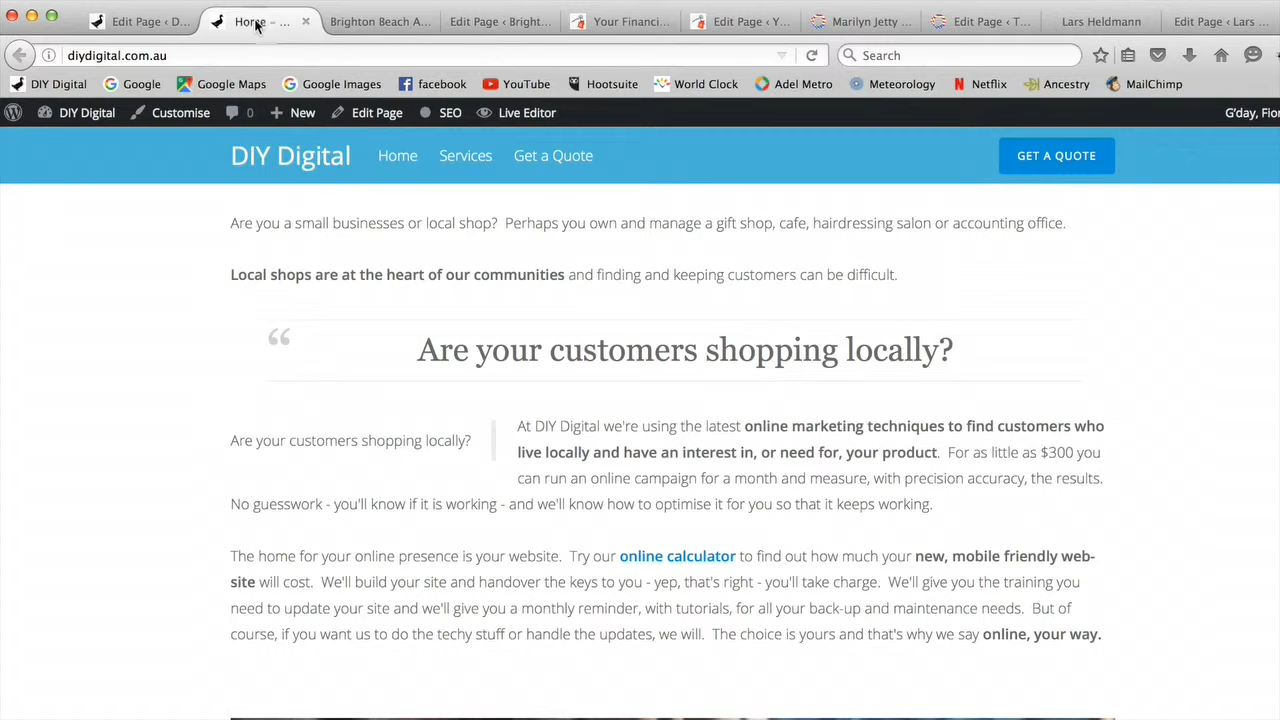 Edit Page ‹ D... Home – ... Brighton Beach A... Edit Page ‹ Bright... Your Financi... Edit Page ‹ Y... Marilyn Jetty ... Edit Page ‹ T... Lars Heldmann Edit Page ‹ Lars ...
diydigital.com.au Search
DIY Digital Google Google Maps Google Images facebook YouTube Hootsuite World Clock Adel Metro Meteorology Netflix Ancestry MailChimp
DIY Digital Customise 0 New Edit Page SEO Live Editor G'day, Fion
DIY Digital Home Services Get a Quote GET A QUOTE
Are you a small businesses or local shop? Perhaps you own and manage a gift shop, cafe, hairdressing salon or accounting office.
Local shops are at the heart of our communities and finding and keeping customers can be difficult.
“ Are your customers shopping locally?
Are your customers shopping locally?
At DIY Digital we're using the latest online marketing techniques to find customers who
live locally and have an interest in, or need for, your product. For as little as $300 you
can run an online campaign for a month and measure, with precision accuracy, the results.
No guesswork - you'll know if it is working - and we'll know how to optimise it for you so that it keeps working.
The home for your online presence is your website. Try our online calculator to find out how much your new, mobile friendly web-
site will cost. We'll build your site and handover the keys to you - yep, that's right - you'll take charge. We'll give you the training you
need to update your site and we'll give you a monthly reminder, with tutorials, for all your back-up and maintenance needs. But of
course, if you want us to do the techy stuff or handle the updates, we will. The choice is yours and that's why we say online, your way.